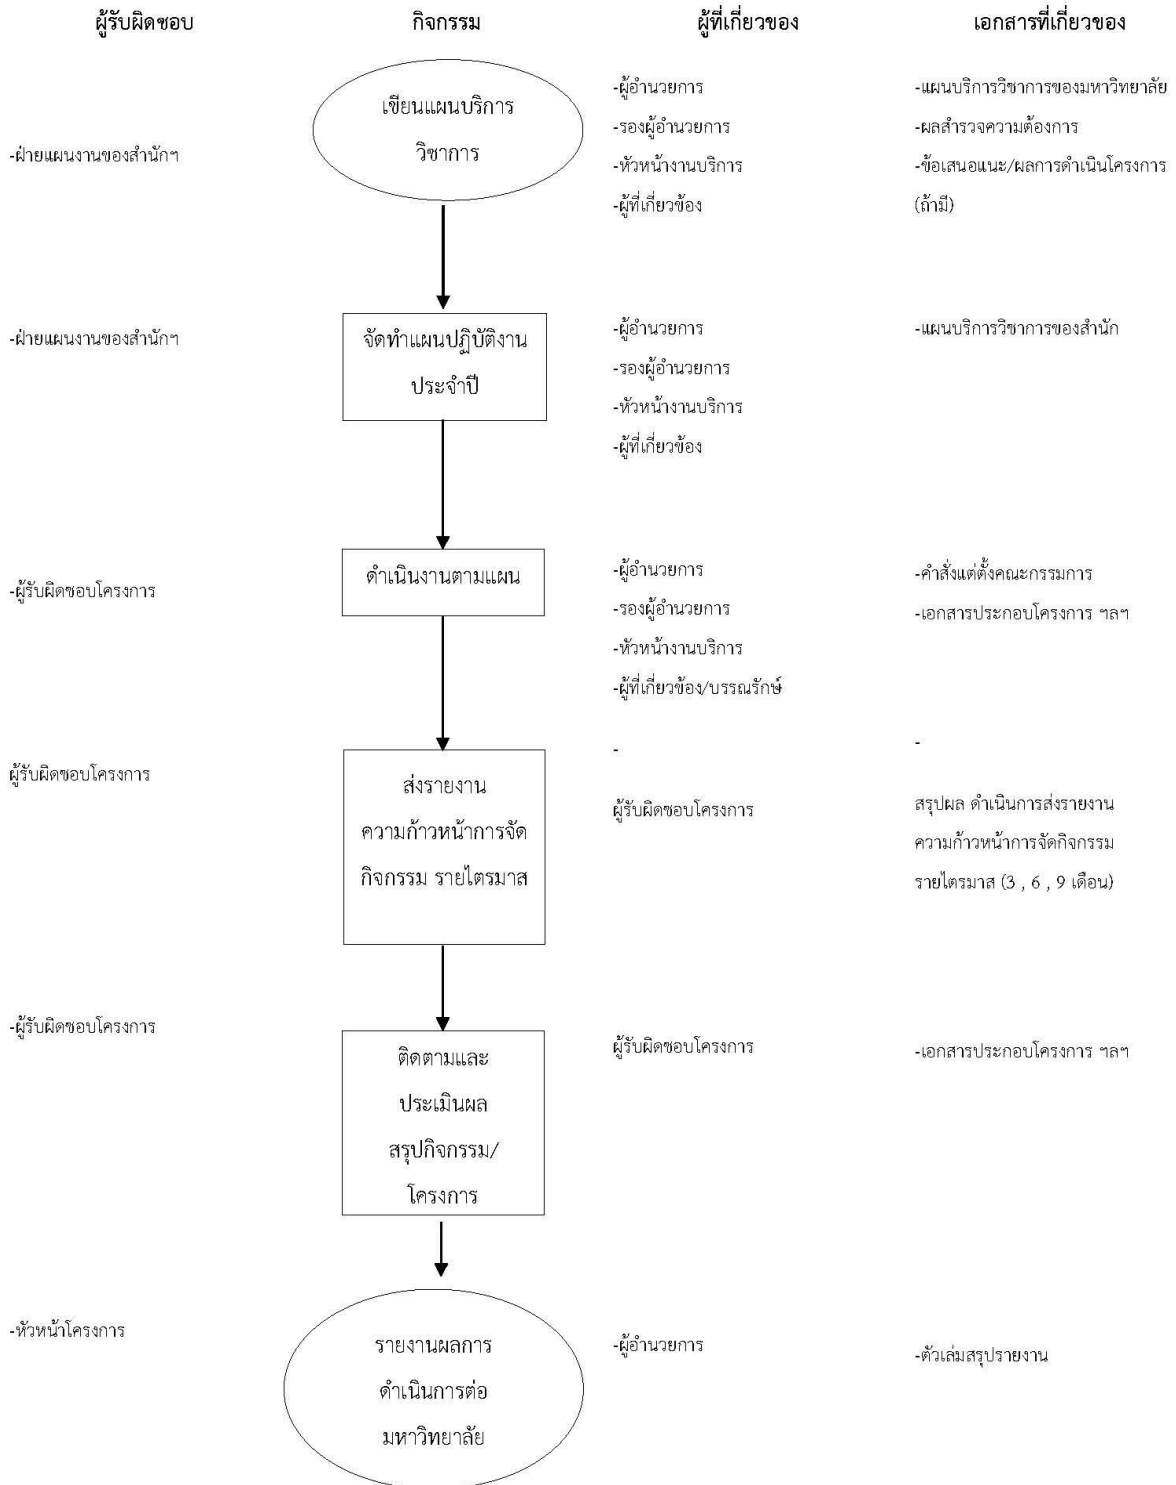 ผู้รับผิดชอบ
กิจกรรม
ผู้ที่เกี่ยวของ
เอกสารที่เกี่ยวของ
-ฝ่ายแผนงานของสำนักฯ
เขียนแผนบริการ
วิชาการ
-ผู้อำนวยการ
-รองผู้อำนวยการ
-หัวหน้างานบริการ
-ผู้ที่เกี่ยวข้อง
-แผนบริการวิชาการของมหาวิทยาลัย
-ผลสำรวจความต้องการ
-ข้อเสนอแนะ/ผลการดำเนินโครงการ
(ถ้ามี)
-ฝ่ายแผนงานของสำนักฯ
จัดทำแผนปฏิบัติงาน
ประจำปี
-ผู้อำนวยการ
-รองผู้อำนวยการ
-หัวหน้างานบริการ
-ผู้ที่เกี่ยวข้อง
-แผนบริการวิชาการของสำนัก
-ผู้รับผิดชอบโครงการ
ดำเนินงานตามแผน
-ผู้อำนวยการ
-รองผู้อำนวยการ
-หัวหน้างานบริการ
-ผู้ที่เกี่ยวข้อง/บรรณรักษ์
-คำสั่งแต่ตั้งคณะกรรมการ
-เอกสารประกอบโครงการ ฯลฯ
ผู้รับผิดชอบโครงการ
ส่งรายงาน
ความก้าวหน้าการจัด
กิจกรรม รายไตรมาส
-
ผู้รับผิดชอบโครงการ
-
สรุปผล ดำเนินการส่งรายงาน
ความก้าวหน้าการจัดกิจกรรม
รายไตรมาส (3 , 6 , 9 เดือน)
-ผู้รับผิดชอบโครงการ
ติดตามและ
ประเมินผล
สรุปกิจกรรม/
โครงการ
ผู้รับผิดชอบโครงการ
-เอกสารประกอบโครงการ ฯลฯ
-หัวหน้าโครงการ
รายงานผลการ
ดำเนินการต่อ
มหาวิทยาลัย
-ผู้อำนวยการ
-ตัวเล่มสรุปรายงาน